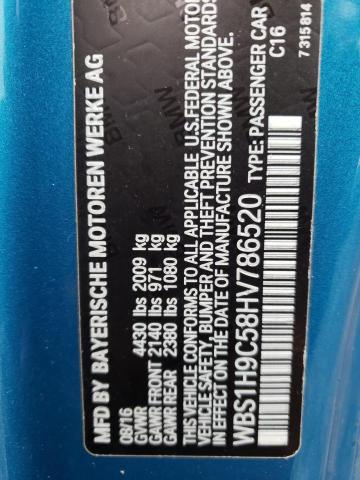 MFD BY BAYERISCHE MOTOREN WERKE AG
08/16
GVWR 4430 lbs 2009 kg
GAWR FRONT 2140 lbs 971 kg
GAWR REAR 2380 lbs 1080 kg
THIS VEHICLE CONFORMS TO ALL APPLICABLE U.S.FEDERAL MOTOR
VEHICLE SAFETY, BUMPER AND THEFT PREVENTION STANDARDS
IN EFFECT ON THE DATE OF MANUFACTURE SHOWN ABOVE.
WBS1H9C58HV786520 TYPE: PASSENGER CAR
C16
7315814